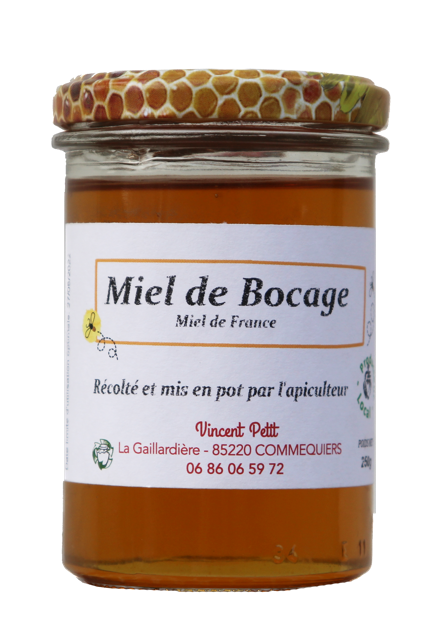 Miel de Bocage
Miel de France
Récolté et mis en pot par l'apiculteur
Vincent Petit
La Gaillardière - 85220 COMMEQUIERS
06 86 06 59 72
250g